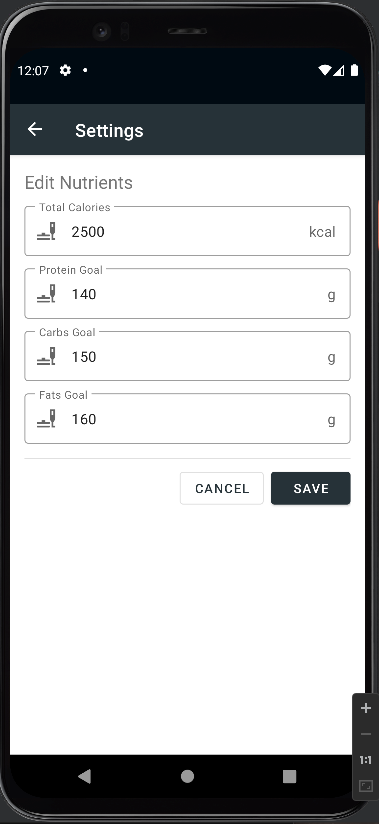 12:07
Settings
Edit Nutrients
Total Calories
2500 kcal
Protein Goal
140 g
Carbs Goal
150 g
Fats Goal
160 g
CANCEL SAVE
1:1